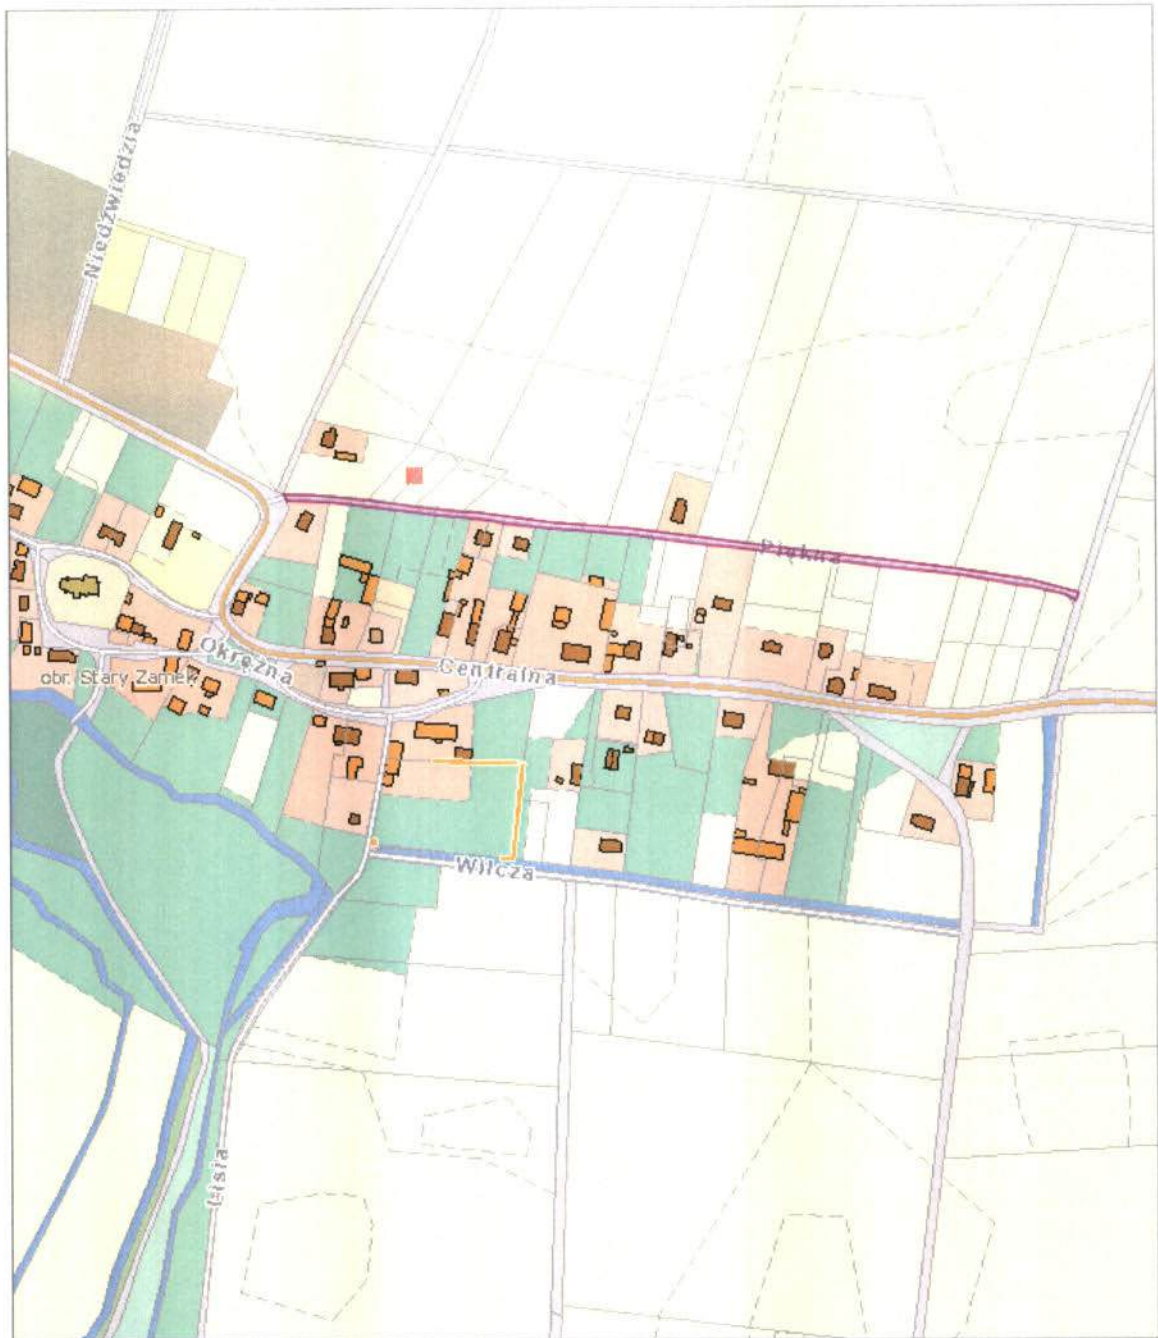 Niedźwiedzia
Piękna
Okrężna
Centralna
obr. Stary Zamek
Wilcza
Lisia